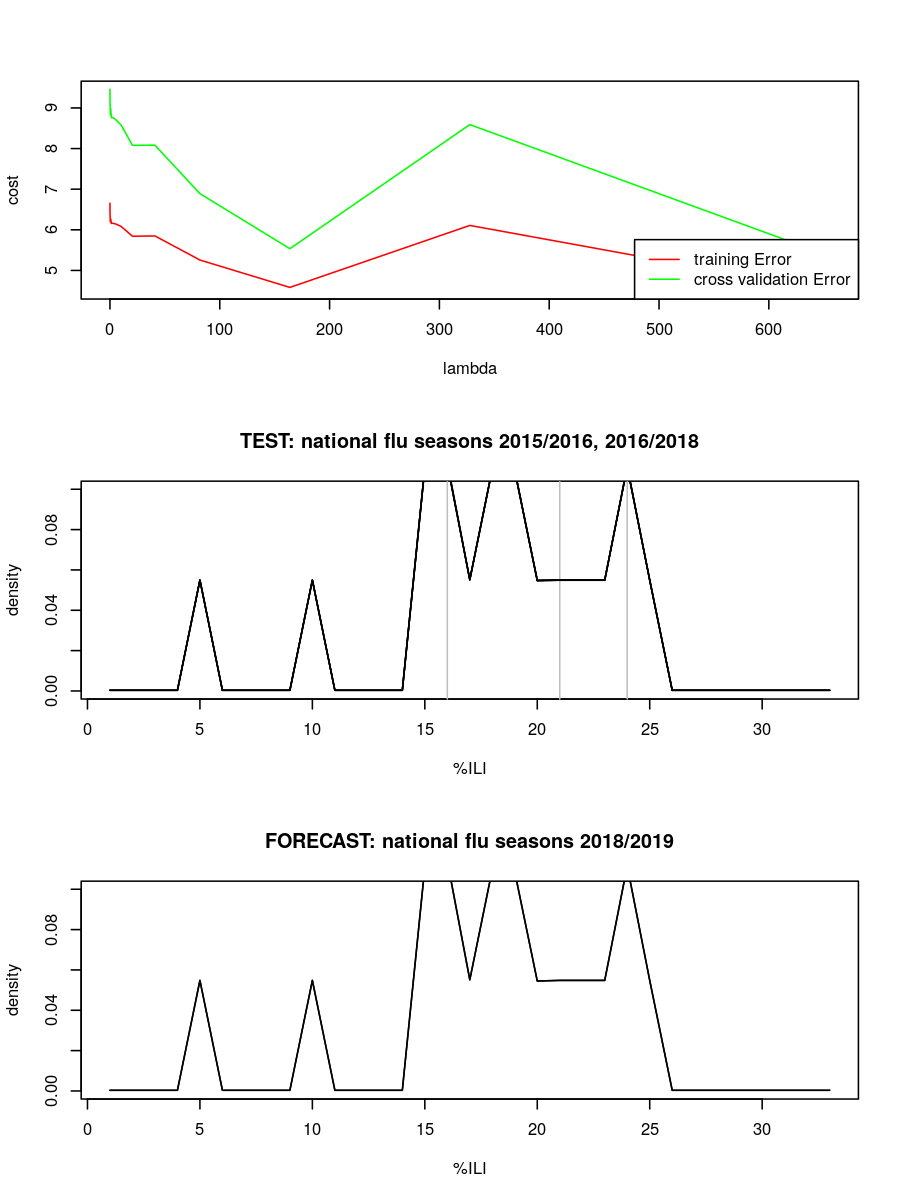 cost
9
8
7
6
5
training Error
cross validation Error
0 100 200 300 400 500 600
lambda
TEST: national flu seasons 2015/2016, 2016/2018
density
0.08
0.04
0.00
0 5 10 15 20 25 30
%ILI
FORECAST: national flu seasons 2018/2019
density
0.08
0.04
0.00
0 5 10 15 20 25 30
%ILI